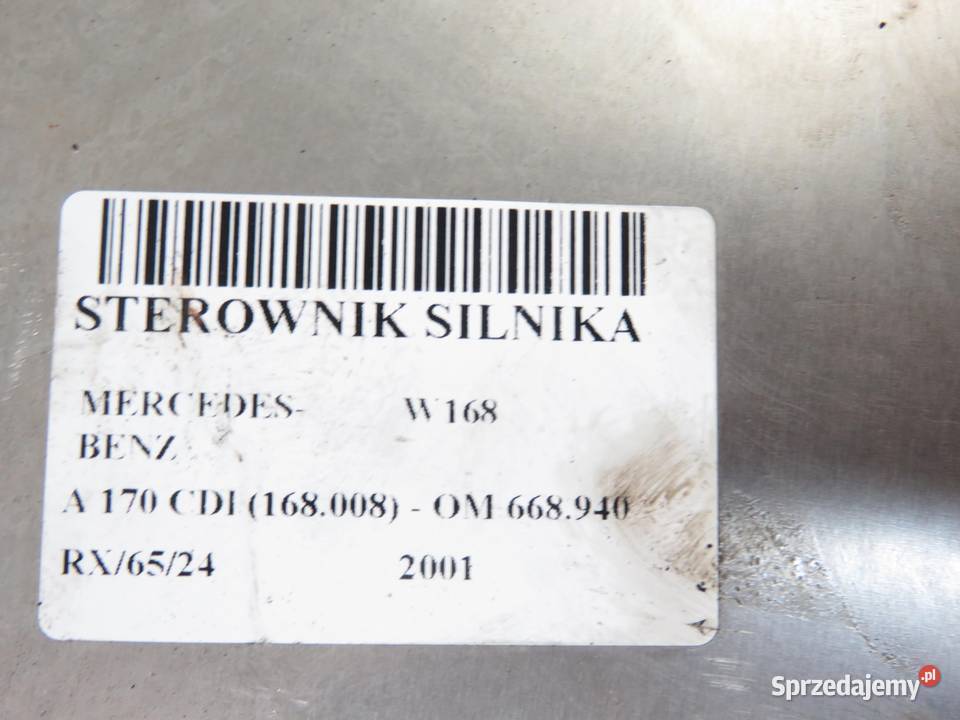 STEROWNIK SILNIKA
MERCEDES- W168
BENZ
A 170 CDI (168.008) - OM 668.940
RX/65/24 2001
Sprzedajemy.pl